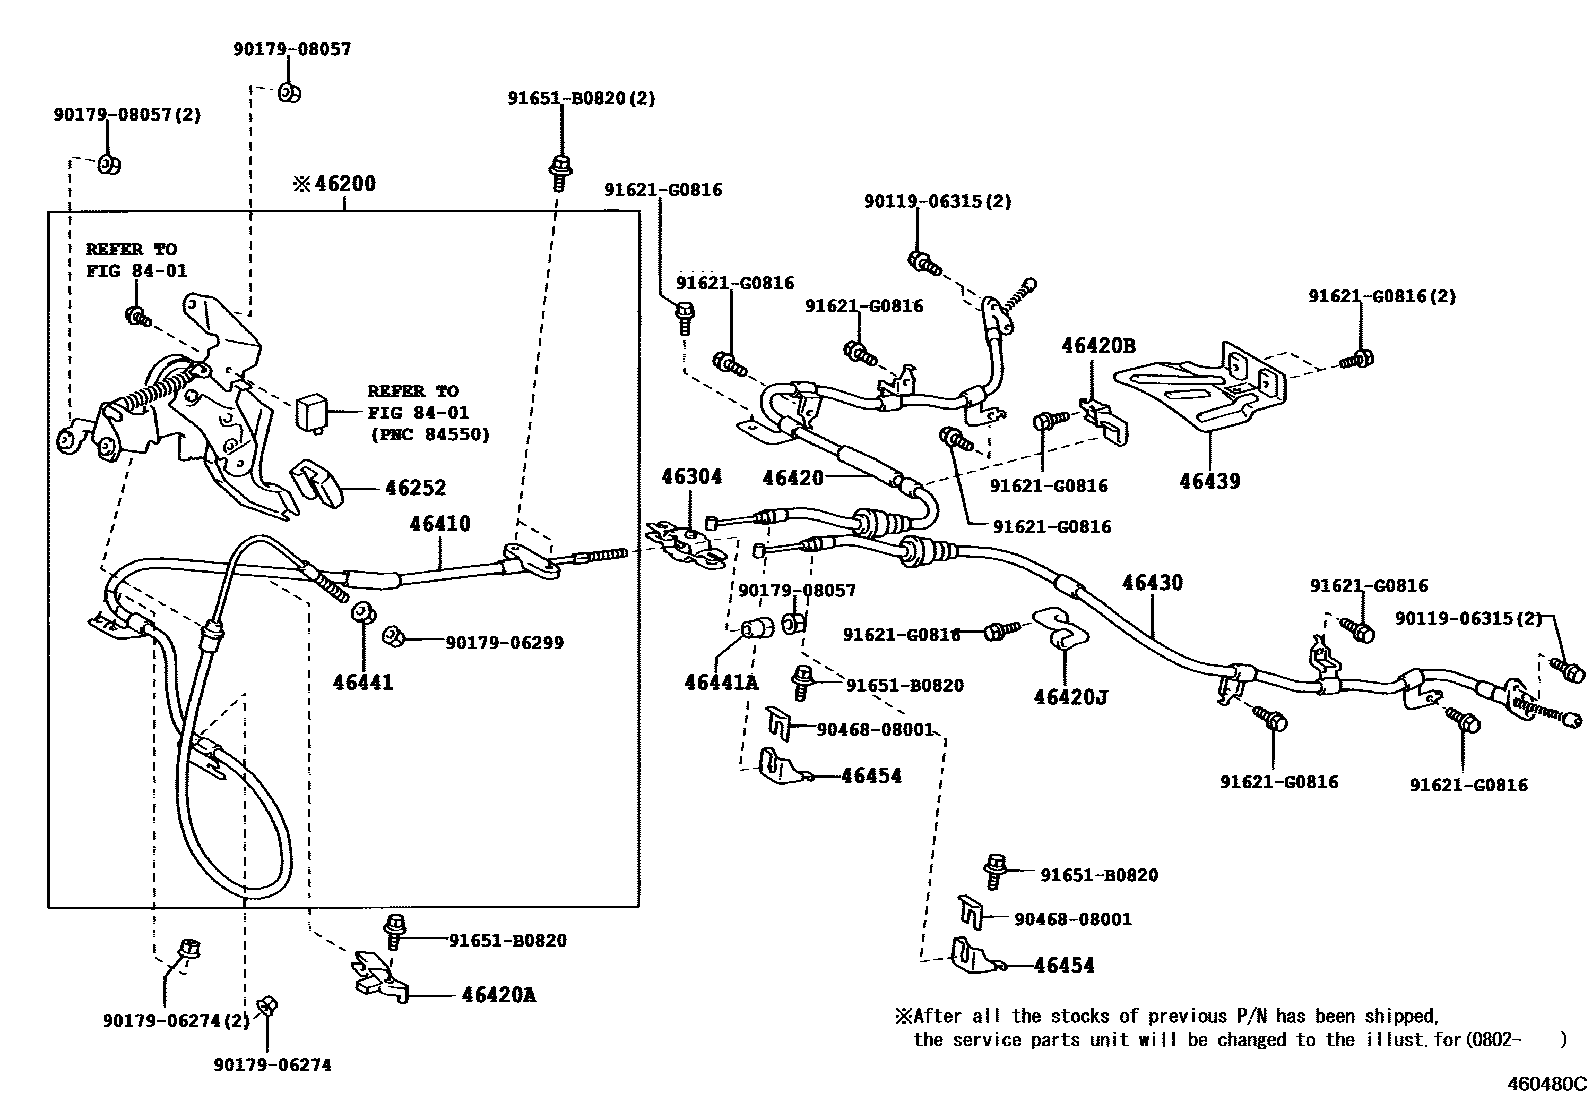 90179-08057
90179-08057(2)
91651-B0820(2)
※46200
91621-G0816
90119-06315(2)
REFER TO
FIG 84-01
91621-G0816
91621-G0816
91621-G0816(2)
46420B
REFER TO
FIG 84-01
(PNC 84550)
46252
46304
46420
91621-G0816
46439
46410
91621-G0816
90179-08057
46430
91621-G0816
90119-06315(2)
90179-06299
91621-G0816
46441
46441A
91651-B0820
46420J
90468-08001
46454
91621-G0816
91621-G0816
91651-B0820
90468-08001
91651-B0820
46454
46420A
90179-06274(2)
90179-06274
※After all the stocks of previous P/N has been shipped,
the service parts unit will be changed to the illust.for(0802- )
460480C